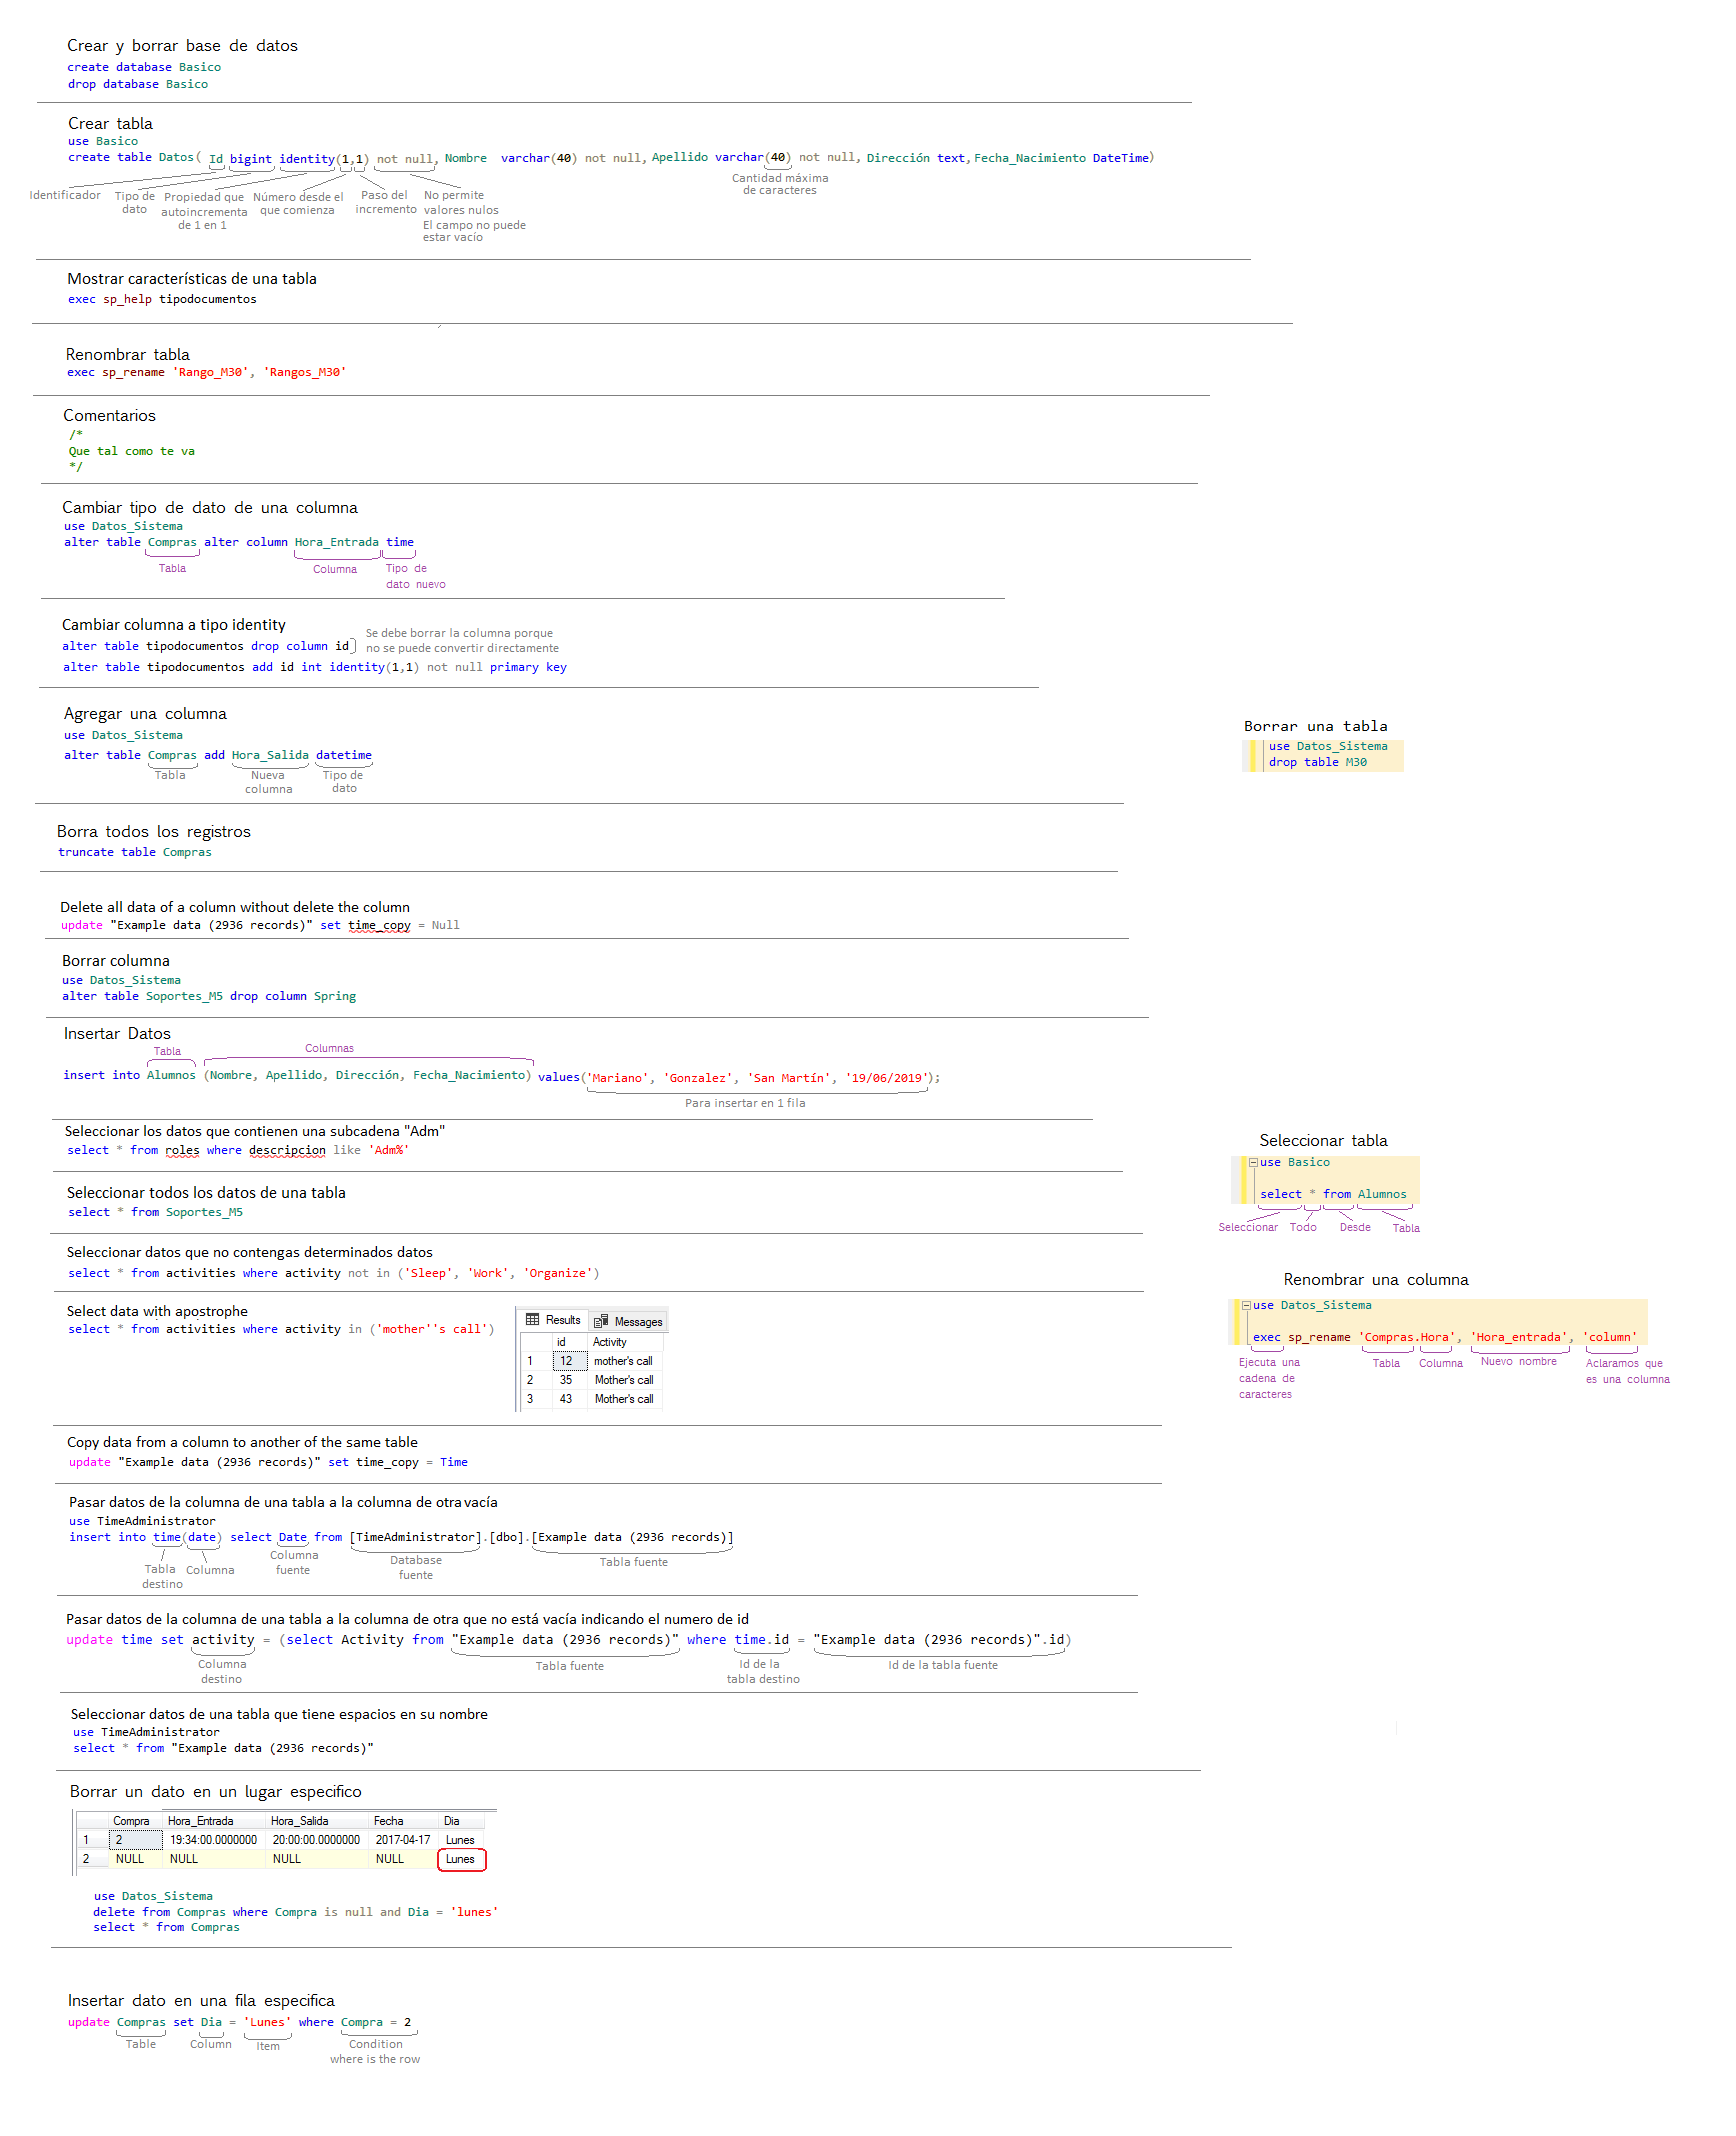 Crear y borrar base de datos
create database Basico
drop database Basico
Crear tabla
use Basico
create table Datos( Id bigint identity(1,1) not null, Nombre varchar(40) not null, Apellido varchar(40) not null, Dirección text, Fecha_Nacimiento DateTime)
Identificador
Tipo de
dato
Propiedad que
autoincrementa
de 1 en 1
Número desde el
que comienza
Paso del
incremento
No permite
valores nulos
El campo no puede
estar vacío
Cantidad máxima
de caracteres
Mostrar características de una tabla
exec sp_help tipodocumentos
Renombrar tabla
exec sp_rename 'Rango_M30', 'Rangos_M30'
Comentarios
/*
Que tal como te va
*/
Cambiar tipo de dato de una columna
use Datos_Sistema
alter table Compras alter column Hora_Entrada time
Tabla
Columna
Tipo de
dato nuevo
Cambiar columna a tipo identity
alter table tipodocumentos drop column id
Se debe borrar la columna porque
no se puede convertir directamente
alter table tipodocumentos add id int identity(1,1) not null primary key
Agregar una columna
use Datos_Sistema
alter table Compras add Hora_Salida datetime
Tabla
Nueva
columna
Tipo de
dato
Borrar una tabla
use Datos_Sistema
drop table M30
Borra todos los registros
truncate table Compras
Delete all data of a column without delete the column
update "Example data (2936 records)" set time_copy = Null
Borrar columna
use Datos_Sistema
alter table Soportes_M5 drop column Spring
Insertar Datos
Tabla
Columnas
insert into Alumnos (Nombre, Apellido, Dirección, Fecha_Nacimiento) values('Mariano', 'Gonzalez', 'San Martín', '19/06/2019');
Para insertar en 1 fila
Seleccionar los datos que contienen una subcadena "Adm"
select * from roles where descripcion like 'Adm%'
Seleccionar todos los datos de una tabla
select * from Soportes_M5
Seleccionar tabla
use Basico
select * from Alumnos
Seleccionar Todo Desde Tabla
Seleccionar datos que no contengas determinados datos
select * from activities where activity not in ('Sleep', 'Work', 'Organize')
Select data with apostrophe
select * from activities where activity in ('mother''s call')
Results Messages
id Activity
1 12 mother's call
2 35 Mother's call
3 43 Mother's call
Renombrar una columna
use Datos_Sistema
exec sp_rename 'Compras.Hora', 'Hora_entrada', 'column'
Ejecuta una
cadena de
caracteres
Tabla
Columna
Nuevo nombre
Aclaramos que
es una columna
Copy data from a column to another of the same table
update "Example data (2936 records)" set time_copy = Time
Pasar datos de la columna de una tabla a la columna de otra vacía
use TimeAdministrator
insert into time(date) select Date from [TimeAdministrator].[dbo].[Example data (2936 records)]
Tabla
destino
Columna
Columna
fuente
Database
fuente
Tabla fuente
Pasar datos de la columna de una tabla a la columna de otra que no está vacía indicando el numero de id
update time set activity = (select Activity from "Example data (2936 records)" where time.id = "Example data (2936 records)".id)
Columna
destino
Tabla fuente
Id de la
tabla destino
Id de la tabla fuente
Seleccionar datos de una tabla que tiene espacios en su nombre
use TimeAdministrator
select * from "Example data (2936 records)"
Borrar un dato en un lugar especifico
Compra Hora_Entrada Hora_Salida Fecha Dia
1 2 19:34:00.0000000 20:00:00.0000000 2017-04-17 Lunes
2 NULL NULL NULL NULL Lunes
use Datos_Sistema
delete from Compras where Compra is null and Dia = 'lunes'
select * from Compras
Insertar dato en una fila especifica
update Compras set Dia = 'Lunes' where Compra = 2
Table
Column
Item
Condition
where is the row